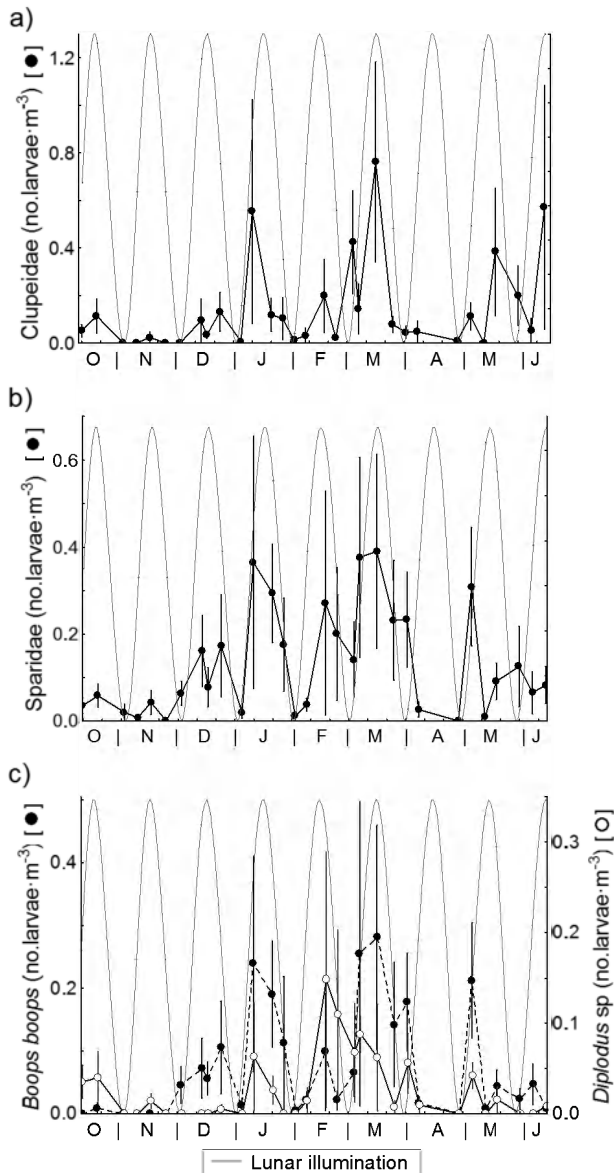 a)
Clupeidae (no.larvae·m-3) [●]
1.2
0.8
0.4
0.0
O | N | D | J | F | M | A | M | J
b)
Sparidae (no.larvae·m-3) [●]
0.6
0.4
0.2
0.0
O | N | D | J | F | M | A | M | J
c)
Boops boops (no.larvae·m-3) [●]
0.4
0.2
0.0
Diplodus sp (no.larvae·m-3) [O]
0.3
0.2
0.1
0.0
O | N | D | J | F | M | A | M | J
Lunar illumination